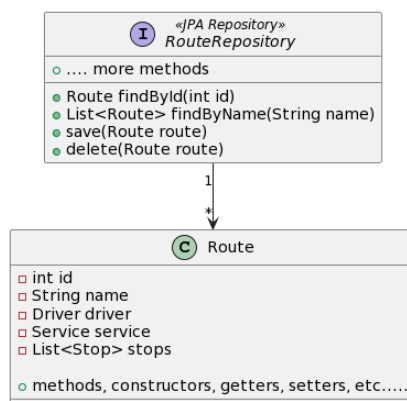 I
«JPA Repository»
RouteRepository
.... more methods
Route findById(int id)
List<Route> findByName(String name)
save(Route route)
delete(Route route)
1
*
C Route
int id
String name
Driver driver
Service service
List<Stop> stops
methods, constructors, getters, setters, etc.....